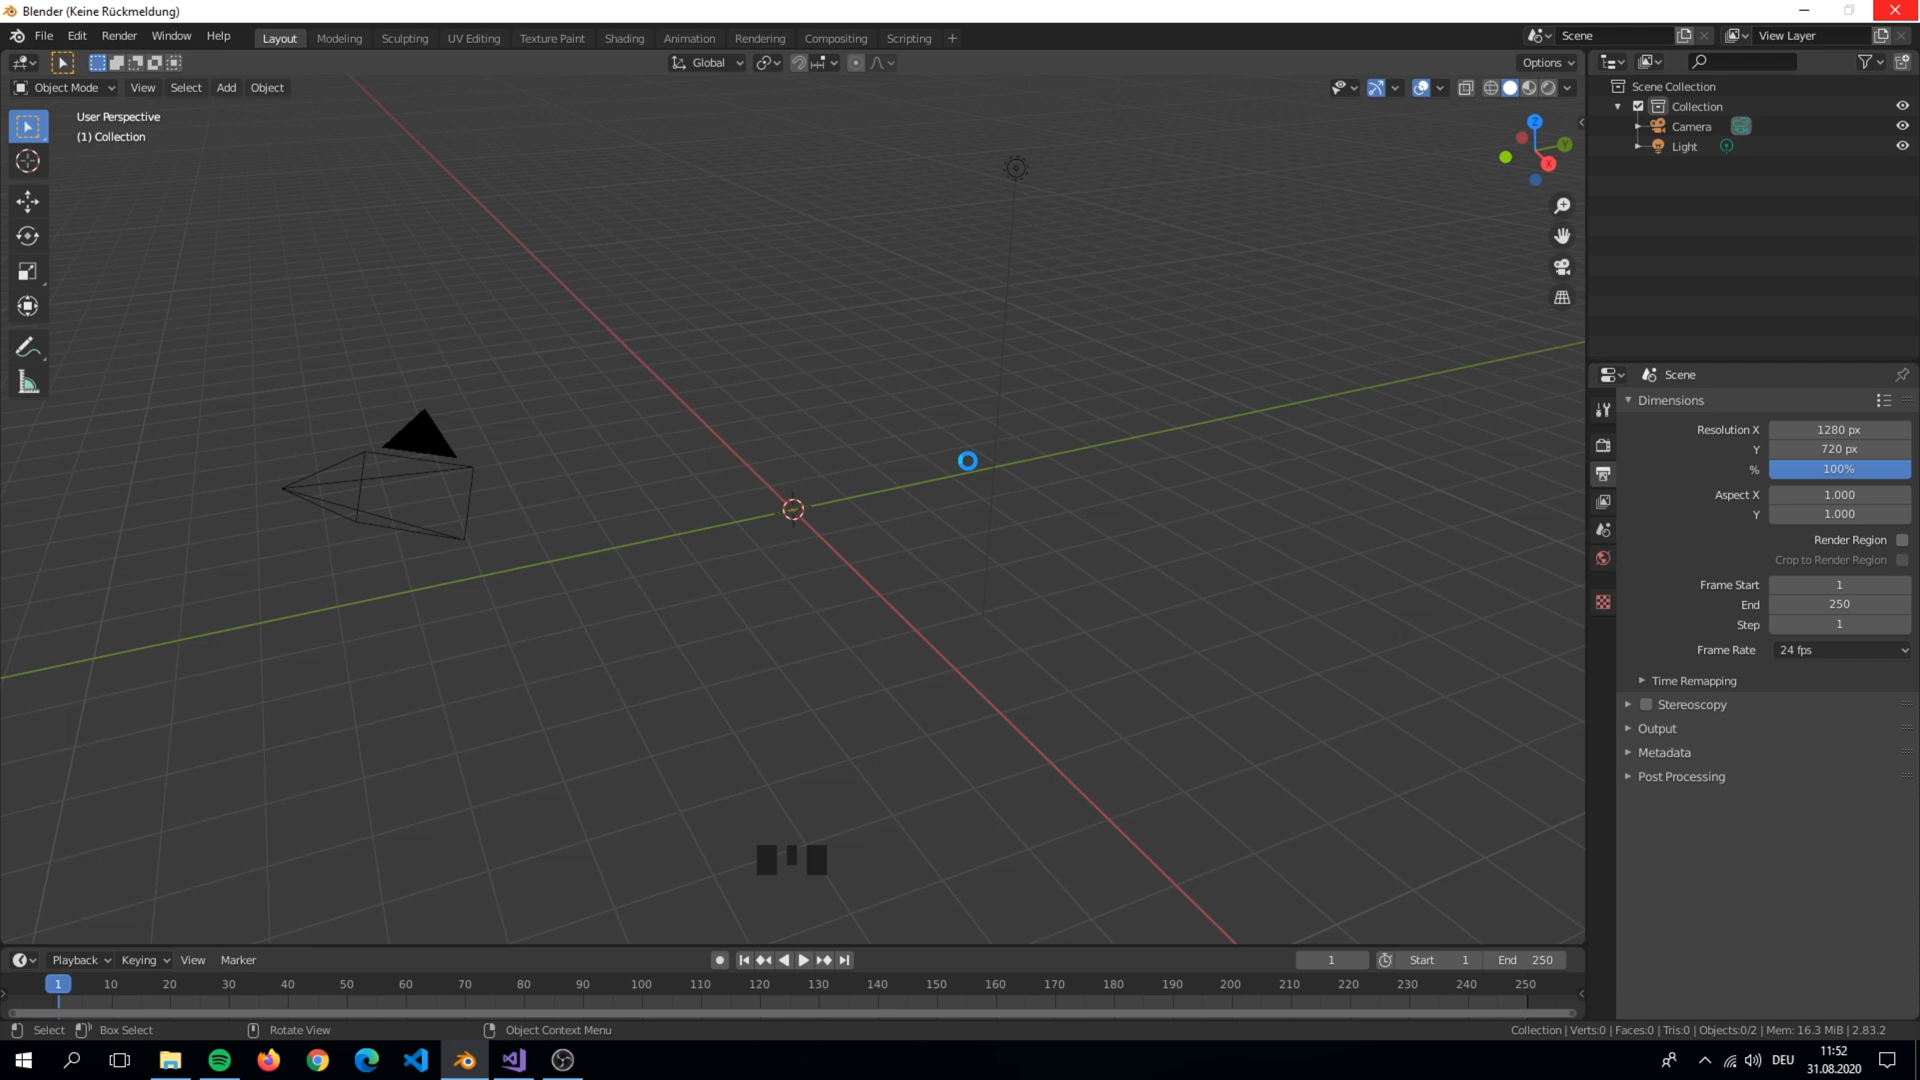 Blender (Keine Rückmeldung)
File Edit Render Window Help Layout Modeling Sculpting UV Editing Texture Paint Shading Animation Rendering Compositing Scripting + Scene View Layer
Global Options
Object Mode View Select Add Object
User Perspective
(1) Collection
Z
Y
X
Scene Collection
Collection
Camera
Light
Scene
Dimensions
Resolution X 1280 px
Y 720 px
% 100%
Aspect X 1.000
Y 1.000
Render Region
Crop to Render Region
Frame Start 1
End 250
Step 1
Frame Rate 24 fps
Time Remapping
Stereoscopy
Output
Metadata
Post Processing
Playback Keying View Marker 1 Start 1 End 250
1 10 20 30 40 50 60 70 80 90 100 110 120 130 140 150 160 170 180 190 200 210 220 230 240 250
Select Box Select Rotate View Object Context Menu Collection | Verts:0 | Faces:0 | Tris:0 | Objects:0/2 | Mem: 16.3 MiB | 2.83.2
DEU 11:52
31.08.2020